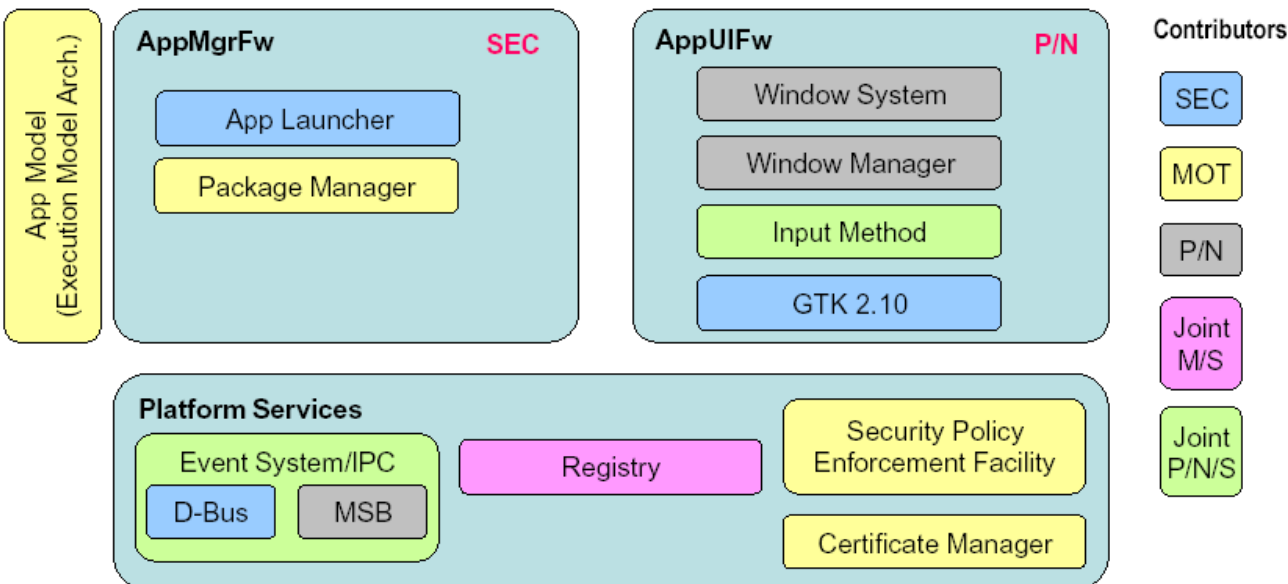 App Model
(Execution Model Arch.)
AppMgrFw
SEC
App Launcher
Package Manager
AppUIFw
P/N
Window System
Window Manager
Input Method
GTK 2.10
Platform Services
Event System/IPC
D-Bus
MSB
Registry
Security Policy
Enforcement Facility
Certificate Manager
Contributors
SEC
MOT
P/N
Joint
M/S
Joint
P/N/S